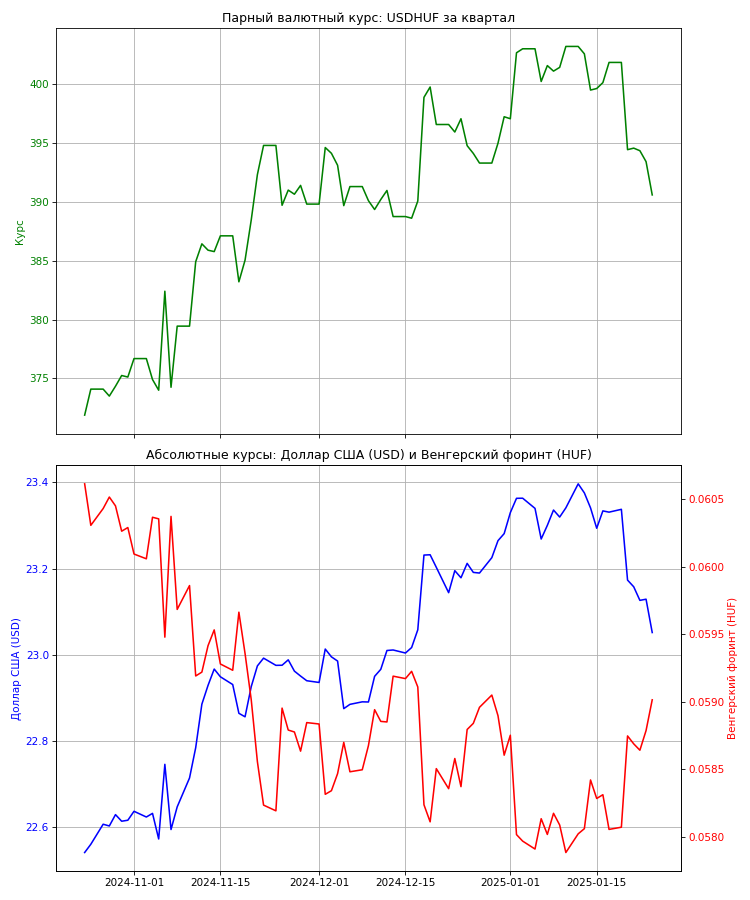 Парный валютный курс: USDHUF за квартал
400
395
390
385
380
375
Курс
Абсолютные курсы: Доллар США (USD) и Венгерский форинт (HUF)
23.4
23.2
23.0
22.8
22.6
Доллар США (USD)
0.0605
0.0600
0.0595
0.0590
0.0585
0.0580
Венгерский форинт (HUF)
2024-11-01 2024-11-15 2024-12-01 2024-12-15 2025-01-01 2025-01-15